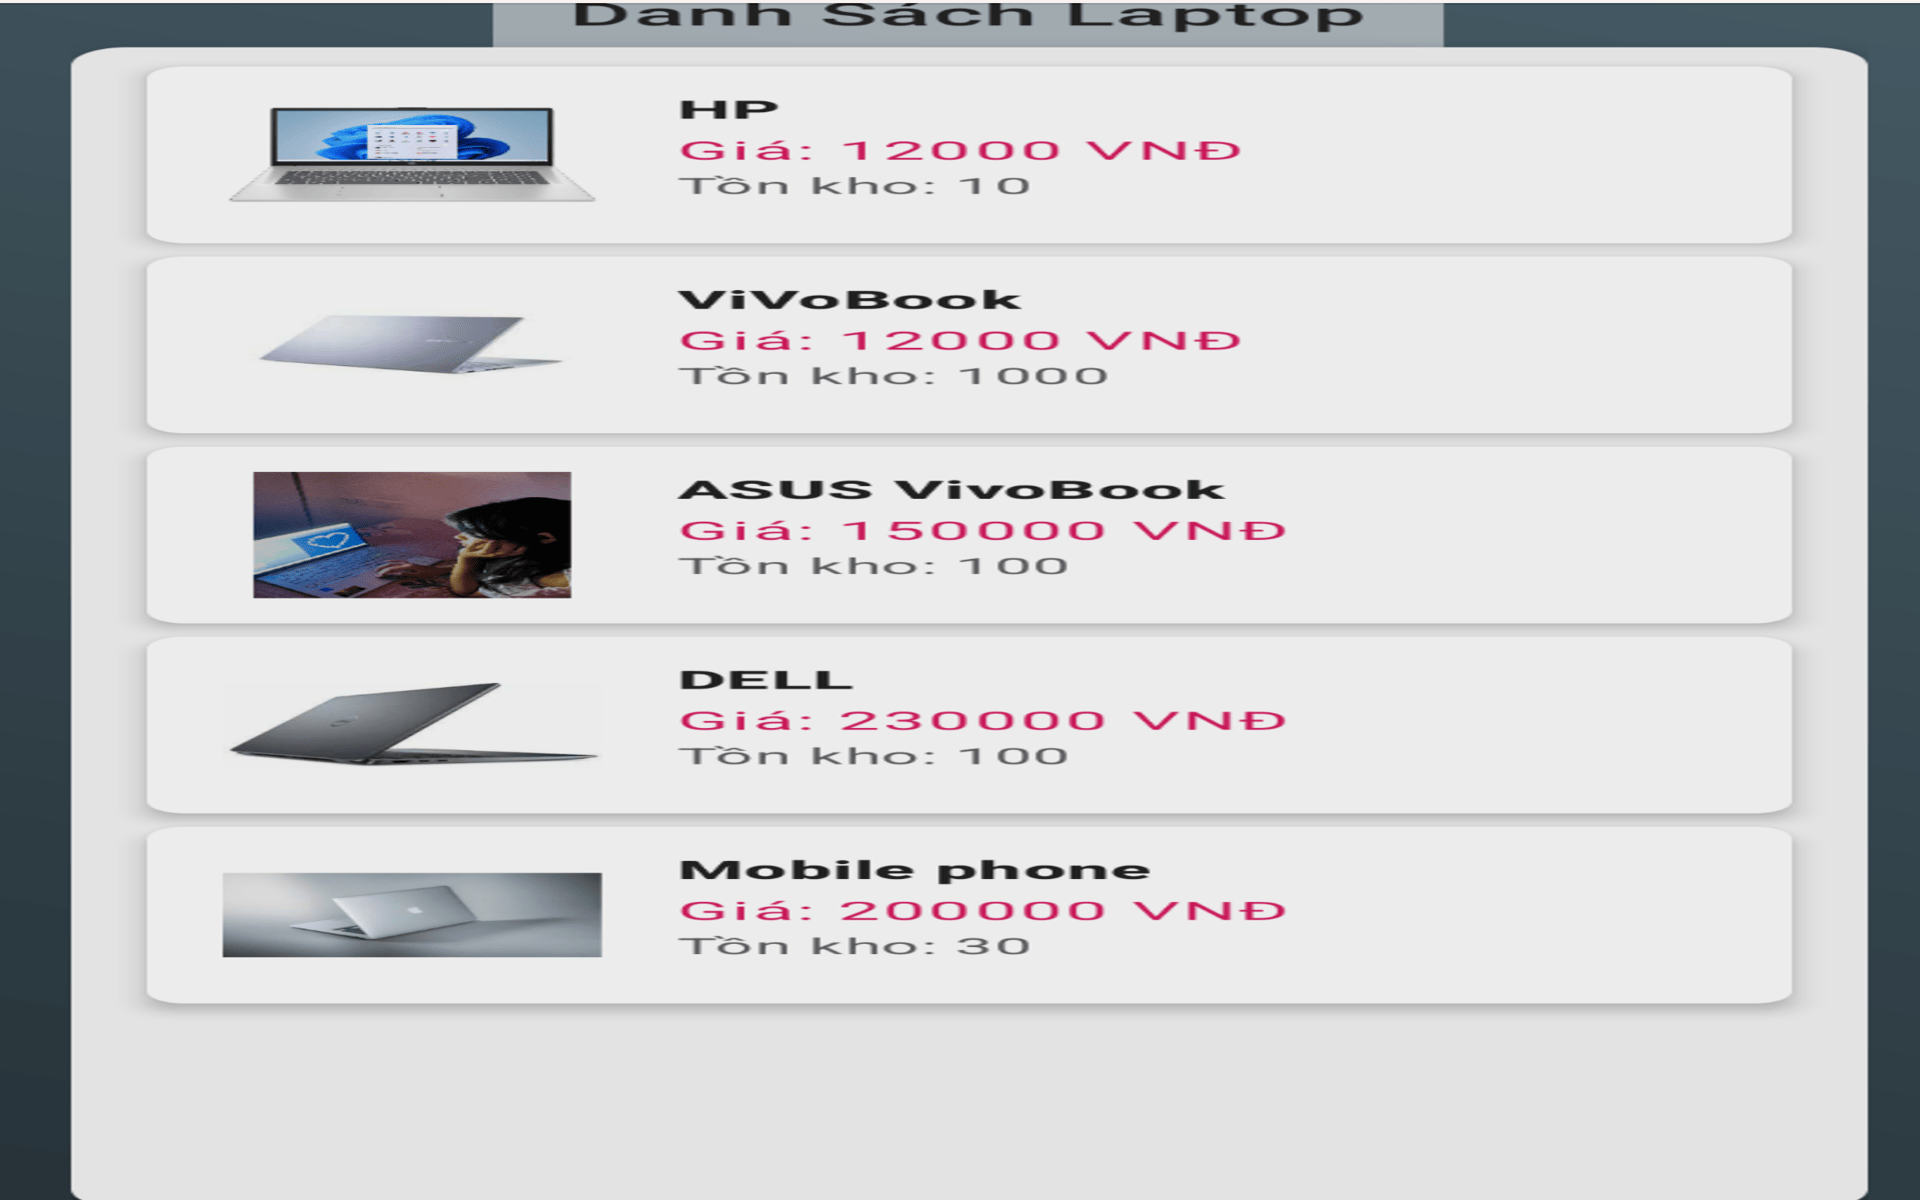 Danh Sách Laptop
HP
Giá: 12000 VNĐ
Tồn kho: 10
ViVoBook
Giá: 12000 VNĐ
Tồn kho: 1000
ASUS VivoBook
Giá: 150000 VNĐ
Tồn kho: 100
DELL
Giá: 230000 VNĐ
Tồn kho: 100
Mobile phone
Giá: 200000 VNĐ
Tồn kho: 30